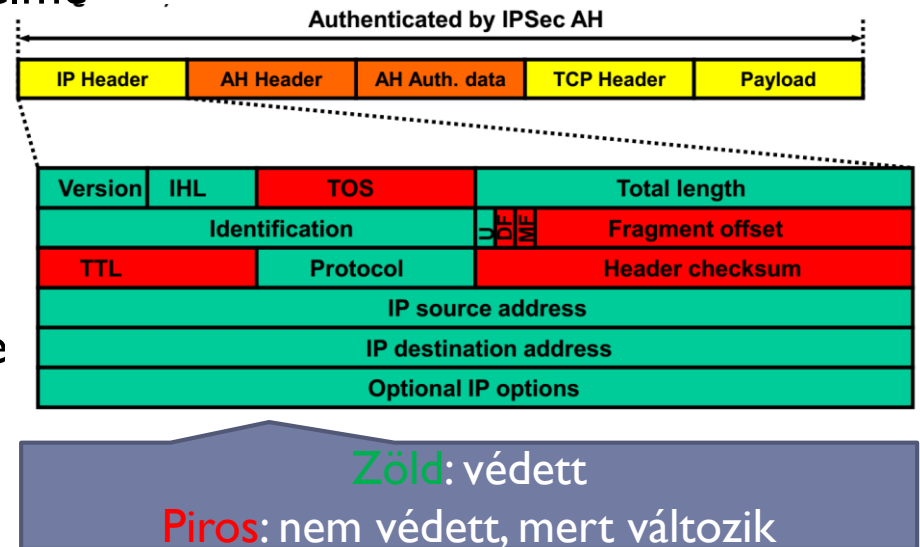 Authenticated by IPSec AH
IP Header AH Header AH Auth. data TCP Header Payload
Version IHL TOS Total length
Identification U DF MF Fragment offset
TTL Protocol Header checksum
IP source address
IP destination address
e
Optional IP options
Zöld: védett
Piros: nem védett, mert változik